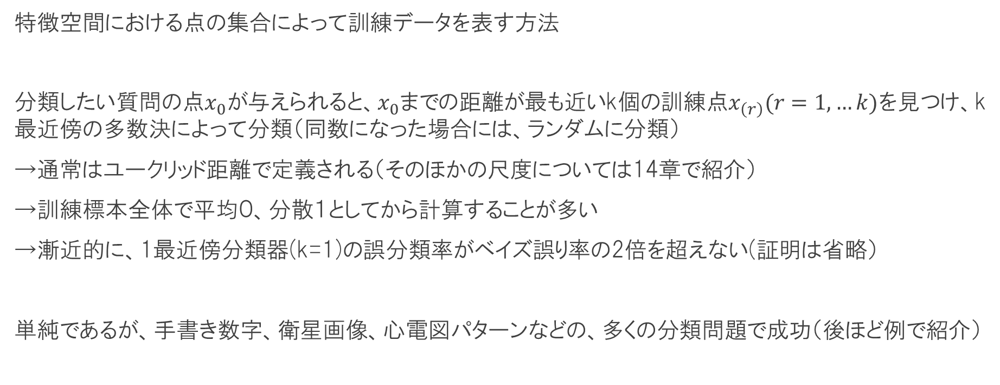 特徴空間における点の集合によって訓練データを表す方法
分類したい質問の点𝑥₀が与えられると、𝑥₀までの距離が最も近いk個の訓練点𝑥₍𝑟₎(𝑟 = 1, … 𝑘)を見つけ、k
最近傍の多数決によって分類（同数になった場合には、ランダムに分類）
→通常はユークリッド距離で定義される（そのほかの尺度については14章で紹介）
→訓練標本全体で平均0、分散1としてから計算することが多い
→漸近的に、1最近傍分類器(k=1)の誤分類率がベイズ誤り率の2倍を超えない(証明は省略）
単純であるが、手書き数字、衛星画像、心電図パターンなどの、多くの分類問題で成功（後ほど例で紹介）